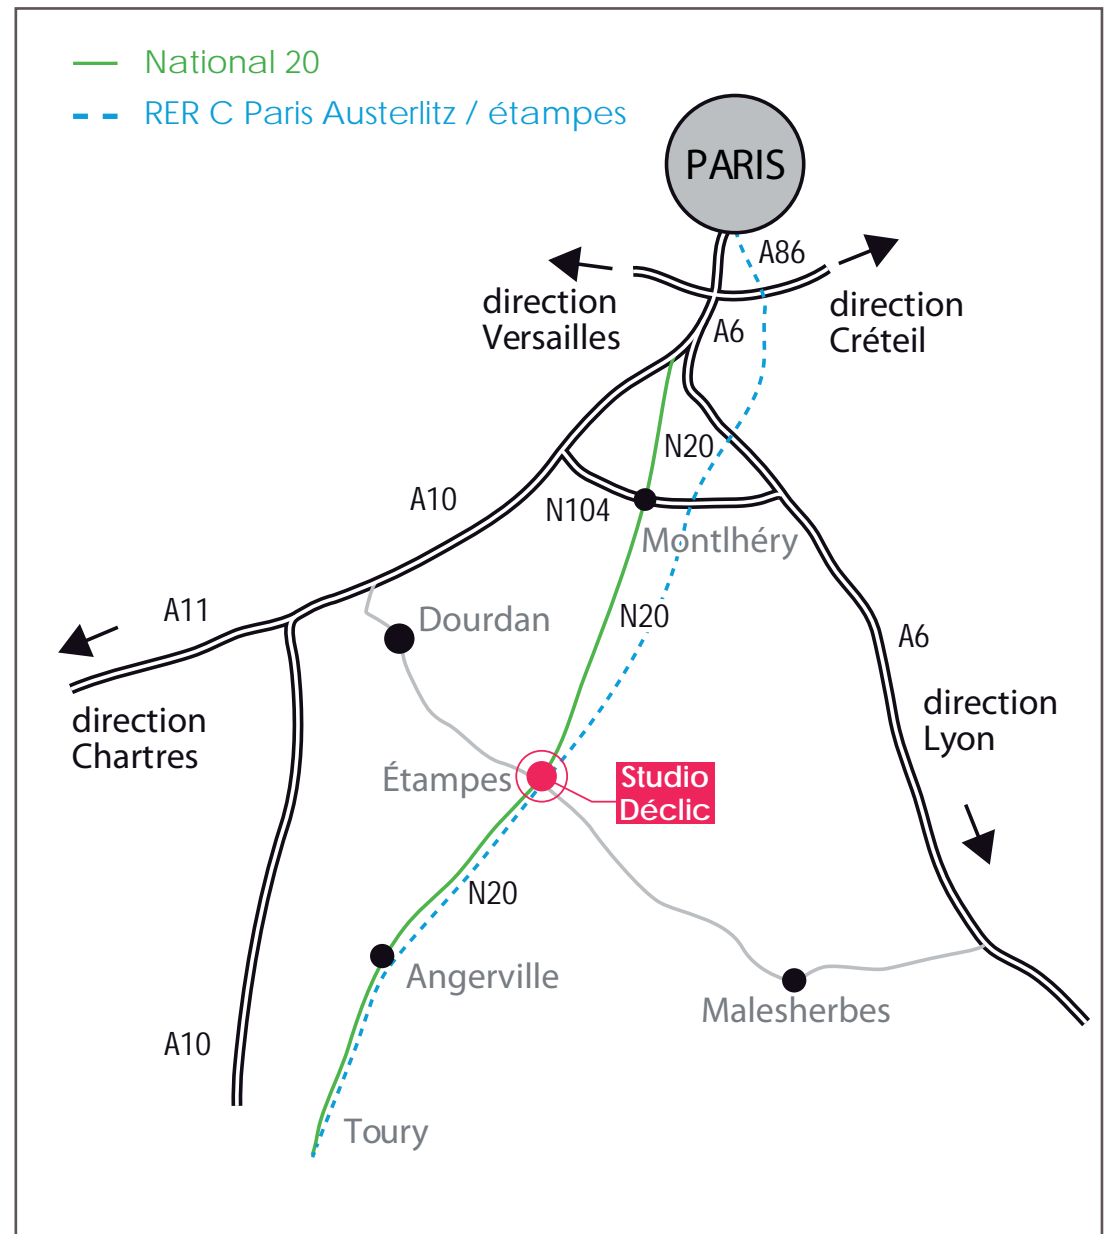 National 20
RER C Paris Austerlitz / étampes
PARIS
A86
direction
Versailles
direction
Créteil
A6
N20
A10
N104
Montlhéry
A11
Dourdan
N20
A6
direction
Chartres
direction
Lyon
Étampes
Studio
Déclic
N20
Angerville
Malesherbes
A10
Toury